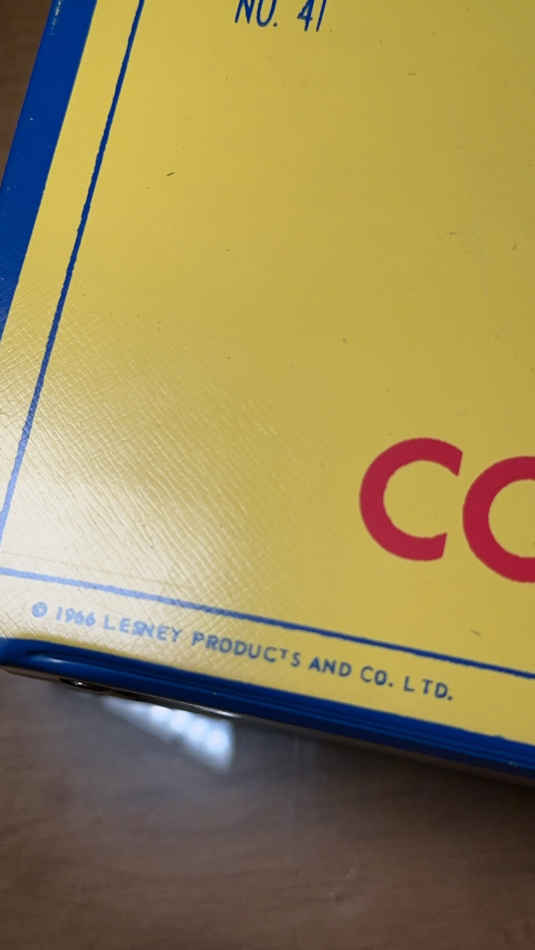 NO. 41
CO
© 1966 LESNEY PRODUCTS AND CO. LTD.